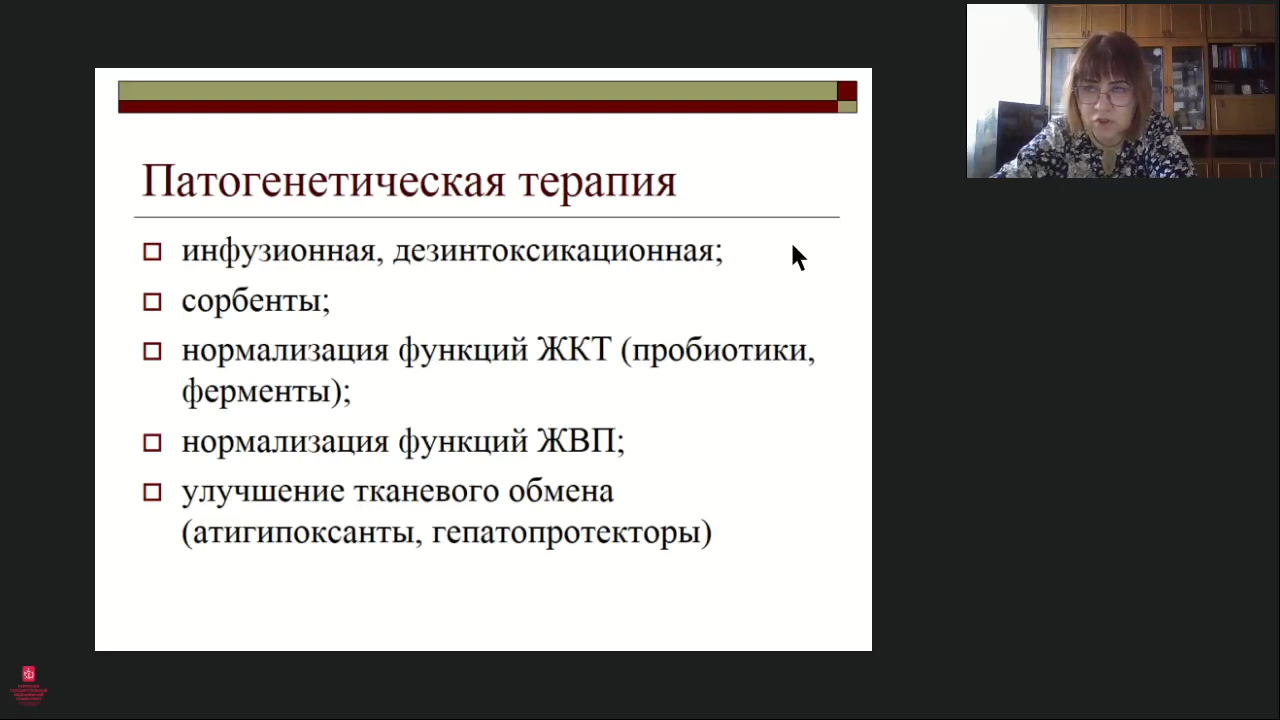 Патогенетическая терапия
инфузионная, дезинтоксикационная;
сорбенты;
нормализация функций ЖКТ (пробиотики,
ферменты);
нормализация функций ЖВП;
улучшение тканевого обмена
(атигипоксанты, гепатопротекторы)